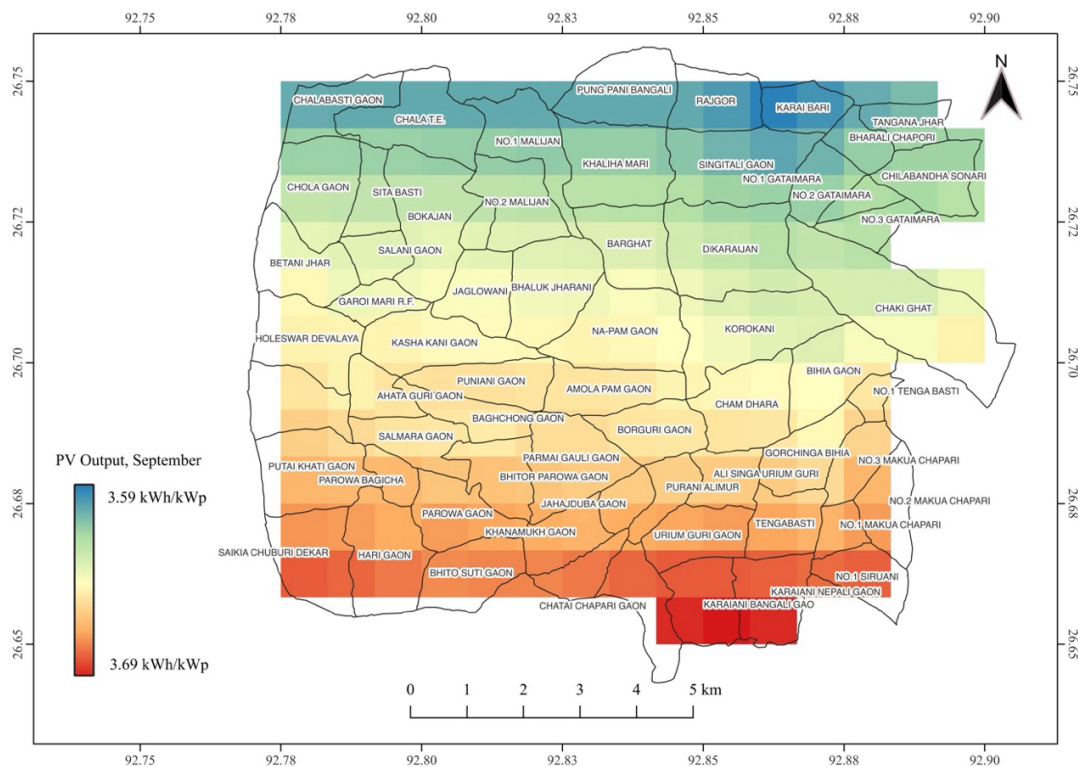 92.75 92.78 92.80 92.83 92.85 92.88 92.90
N
26.75 26.75
PUNG PANI BANGALI
CHALABASTI GAON RAJGOR
KARAI BARI
CHALA T.E. TANGANA JHAR
NO.1 MALIJAN BHARALI CHAPORI
KHALIHA MARI SINGITALI GAON
NO.1 GATAIMARA CHILABANDHA SONARI
CHOLA GAON SITA BASTI NO.2 GATAIMARA
NO.2 MALIJAN
BOKAJAN NO.3 GATAIMARA
26.72 26.72
SALANI GAON BARGHAT DIKARAIJAN
BETANI JHAR
JAGLOWANI BHALUK JHARANI
GAROI MARI R.F. CHAKI GHAT
NA-PAM GAON KOROKANI
HOLESWAR DEVALAYA KASHA KANI GAON
26.70 26.70
BIHIA GAON
PUNIANI GAON
AHATA GURI GAON AMOLA PAM GAON NO.1 TENGA BASTI
CHAM DHARA
BAGHCHONG GAON
SALMARA GAON BORGURI GAON
GORCHINGA BIHIA
PARMAI GAULI GAON NO.3 MAKUA CHAPARI
PUTAI KHATI GAON
PAROWA BAGICHA BHITOR PAROWA GAON ALI SINGA URIUM GURI
PURANI ALIMUR
26.68 NO.2 MAKUA CHAPARI 26.68
JAHAJDUBA GAON
PAROWA GAON
TENGABASTI NO.1 MAKUA CHAPARI
KHANAMUKH GAON URIUM GURI GAON
SAIKIA CHUBURI DEKAR HARI GAON
BHITO SUTI GAON NO.1 SIRUANI
KARAIANI NEPALI GAON
CHATAI CHAPARI GAON KARAIANI BANGALI GAO
26.65 26.65
PV Output, September
3.59 kWh/kWp
3.69 kWh/kWp
0 1 2 3 4 5 km
92.75 92.78 92.80 92.83 92.85 92.88 92.90